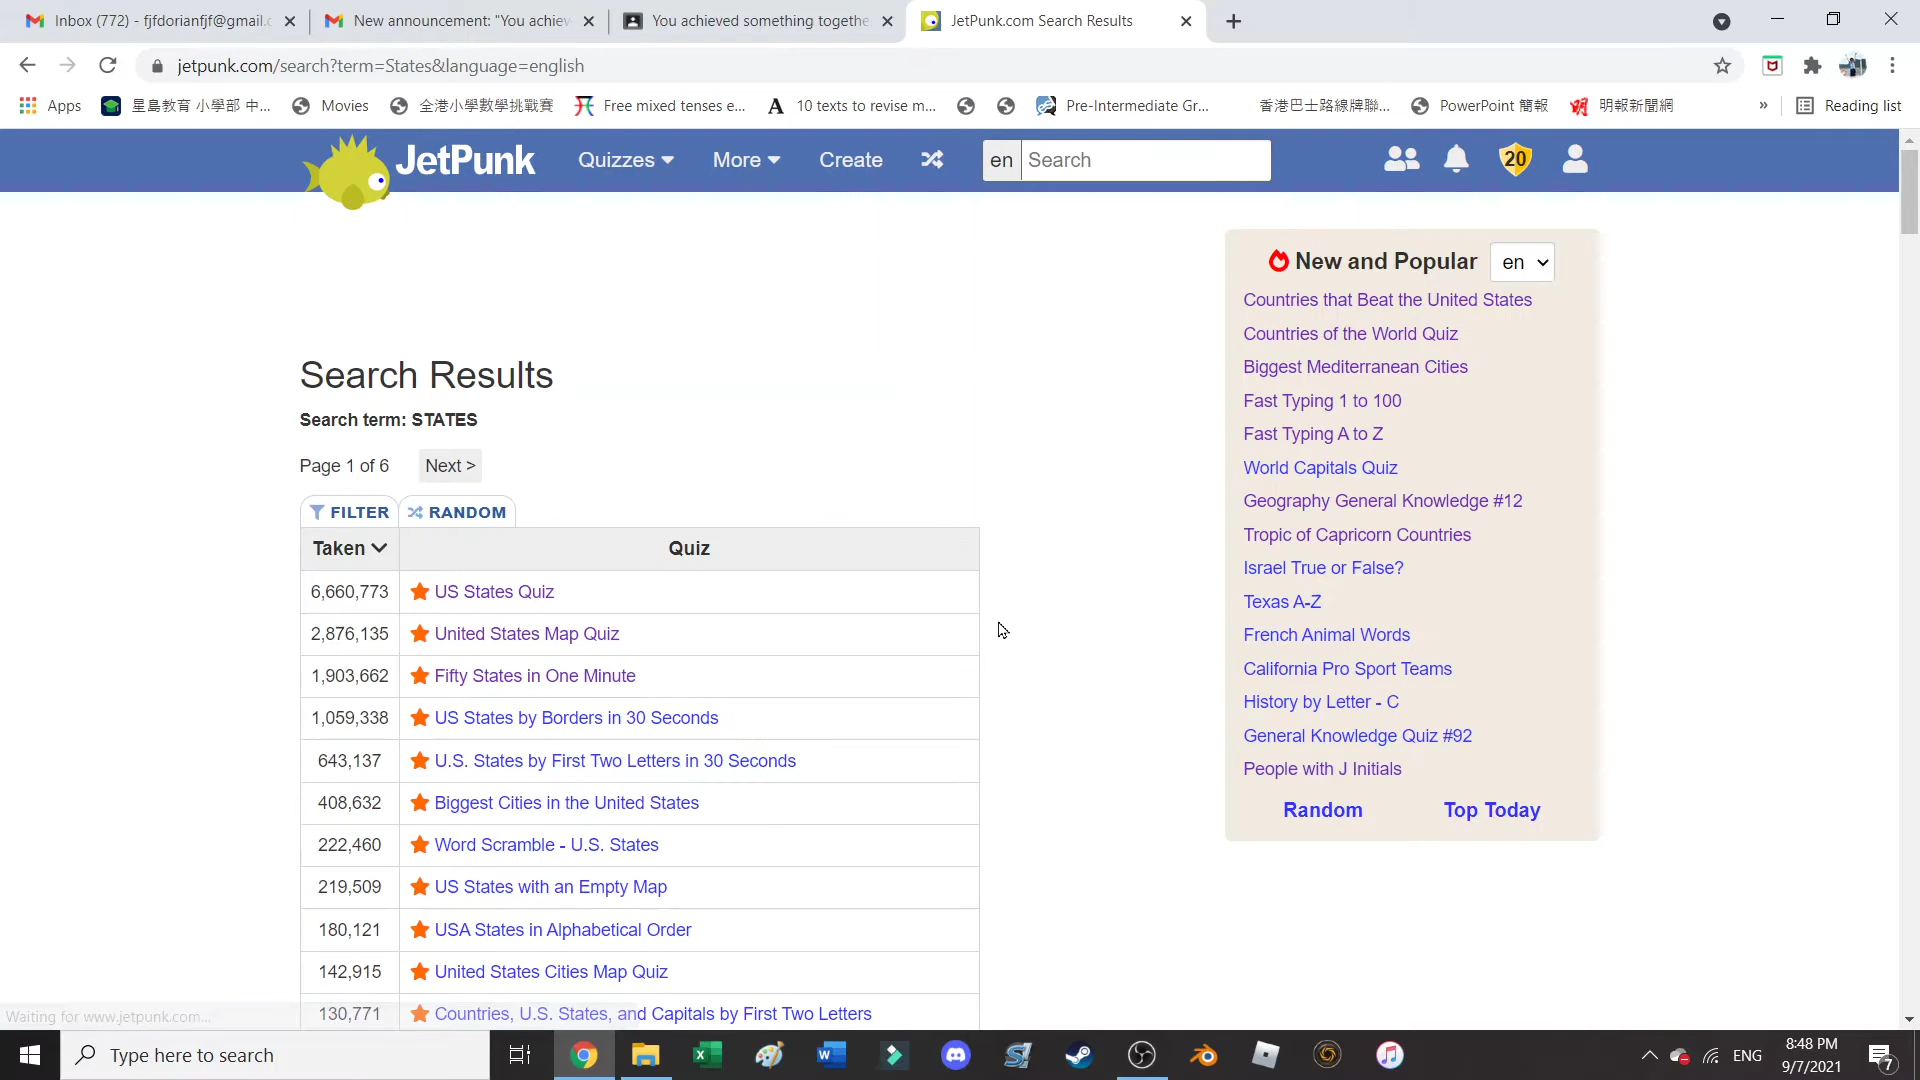 Inbox (772) - fjfdorianfjf@gmail.c
New announcement: "You achiev
You achieved something togethe
JetPunk.com Search Results
jetpunk.com/search?term=States&language=english
Apps
星島教育 小學部 中...
Movies
全港小學數學挑戰賽
Free mixed tenses e...
10 texts to revise m...
Pre-Intermediate Gr...
香港巴士路線牌聯...
PowerPoint 簡報
明報新聞網
»
Reading list
JetPunk
Quizzes
More
Create
en
Search
20
New and Popular
en
Countries that Beat the United States
Countries of the World Quiz
Biggest Mediterranean Cities
Fast Typing 1 to 100
Fast Typing A to Z
World Capitals Quiz
Geography General Knowledge #12
Tropic of Capricorn Countries
Israel True or False?
Texas A-Z
French Animal Words
California Pro Sport Teams
History by Letter - C
General Knowledge Quiz #92
People with J Initials
Random
Top Today
Search Results
Search term: STATES
Page 1 of 6
Next >
FILTER
RANDOM
Taken
Quiz
6,660,773 US States Quiz
2,876,135 United States Map Quiz
1,903,662 Fifty States in One Minute
1,059,338 US States by Borders in 30 Seconds
643,137 U.S. States by First Two Letters in 30 Seconds
408,632 Biggest Cities in the United States
222,460 Word Scramble - U.S. States
219,509 US States with an Empty Map
180,121 USA States in Alphabetical Order
142,915 United States Cities Map Quiz
130,771 Countries, U.S. States, and Capitals by First Two Letters
Waiting for www.jetpunk.com...
Type here to search
ENG
8:48 PM
9/7/2021
7